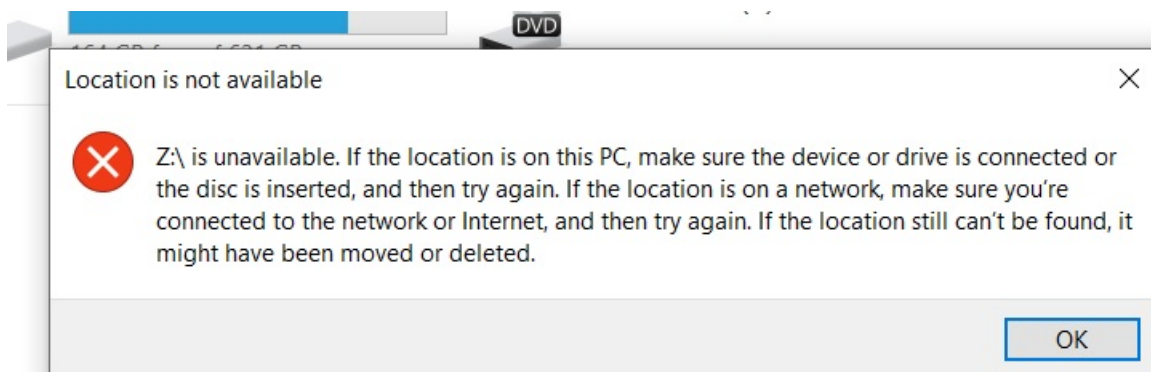 DVD
Location is not available
Z:\ is unavailable. If the location is on this PC, make sure the device or drive is connected or
the disc is inserted, and then try again. If the location is on a network, make sure you're
connected to the network or Internet, and then try again. If the location still can't be found, it
might have been moved or deleted.
OK